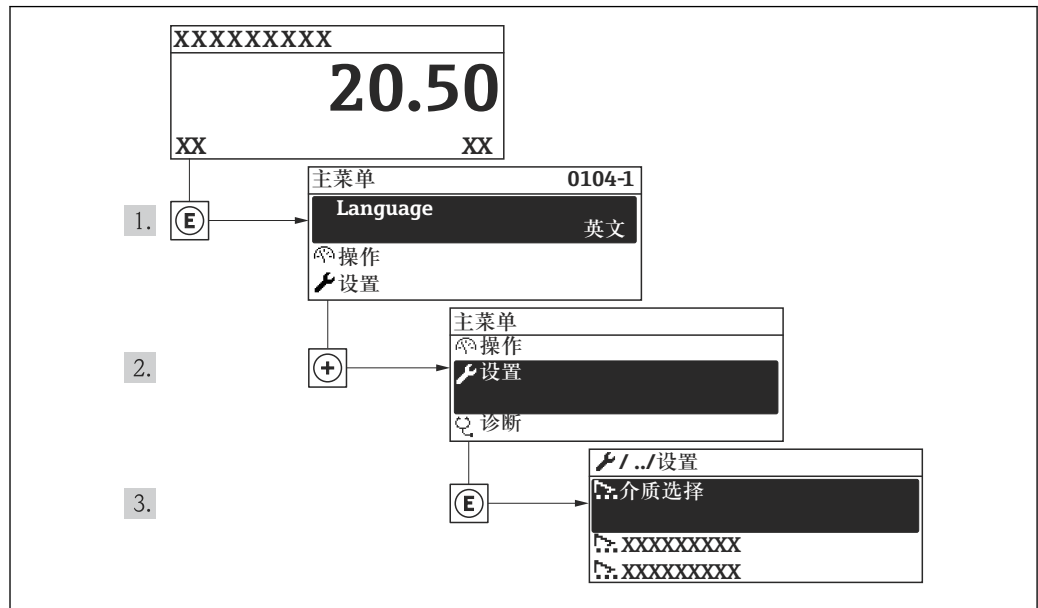 XXXXXXXXX
20.50
XX XX
主菜单 0104-1
1. E Language
英文
操作
设置
主菜单
操作
2. + 设置
诊断
/ ../设置
3. E 介质选择
XXXXXXXXX
XXXXXXXXX